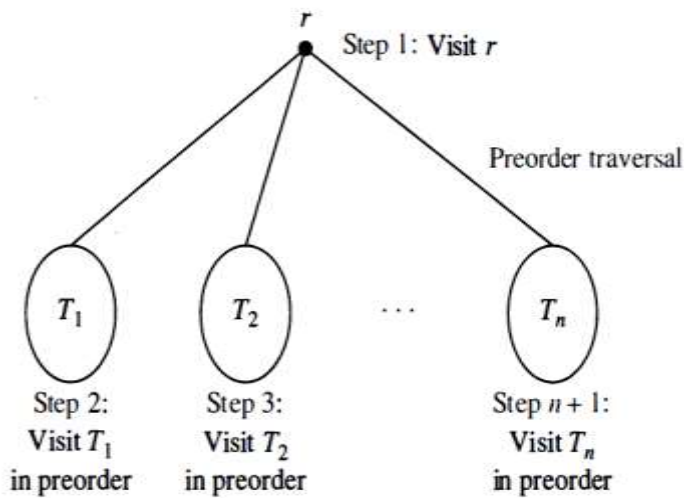 r
Step 1: Visit r
Preorder traversal
T₁
T₂
···
Tₙ
Step 2:
Visit T₁
in preorder
Step 3:
Visit T₂
in preorder
Step n + 1:
Visit Tₙ
in preorder